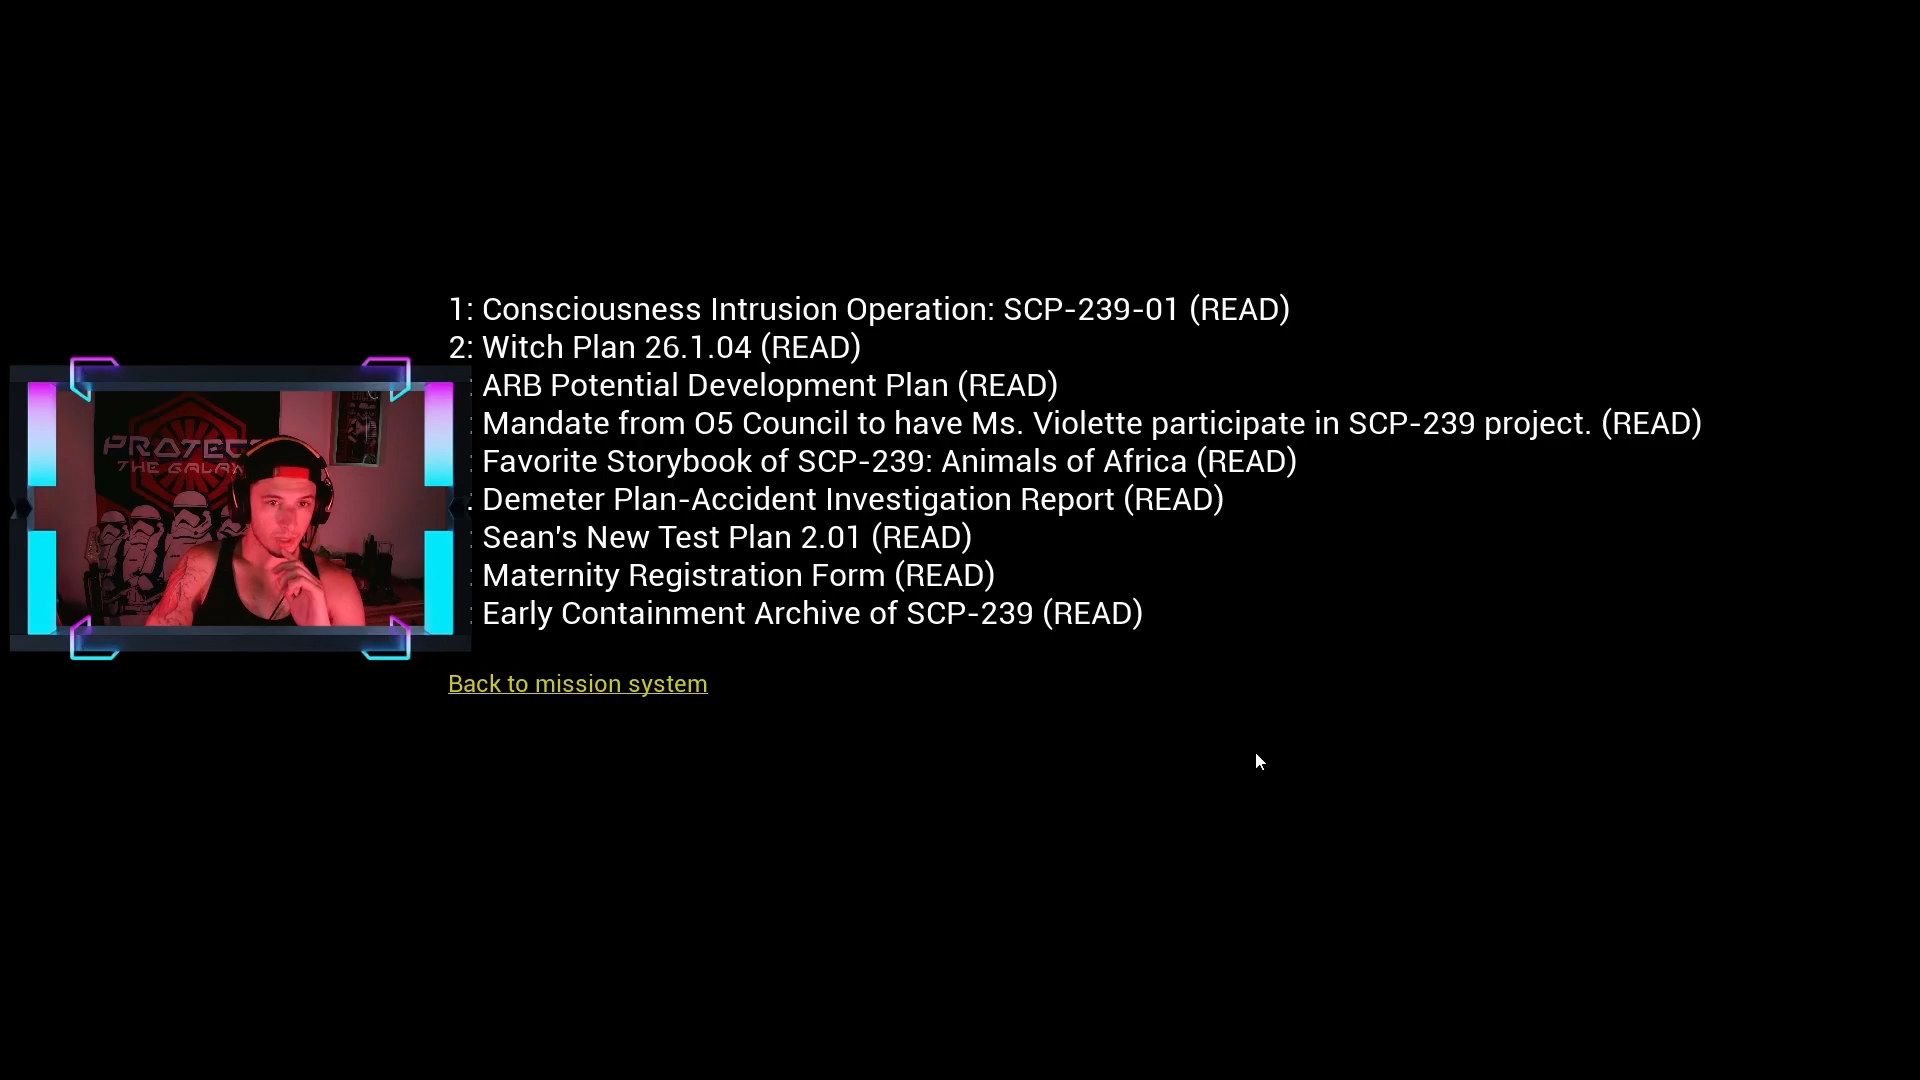 1: Consciousness Intrusion Operation: SCP-239-01 (READ)
2: Witch Plan 26.1.04 (READ)
: ARB Potential Development Plan (READ)
: Mandate from O5 Council to have Ms. Violette participate in SCP-239 project. (READ)
: Favorite Storybook of SCP-239: Animals of Africa (READ)
: Demeter Plan-Accident Investigation Report (READ)
: Sean's New Test Plan 2.01 (READ)
: Maternity Registration Form (READ)
: Early Containment Archive of SCP-239 (READ)
PROTEC
THE GALAX
Back to mission system